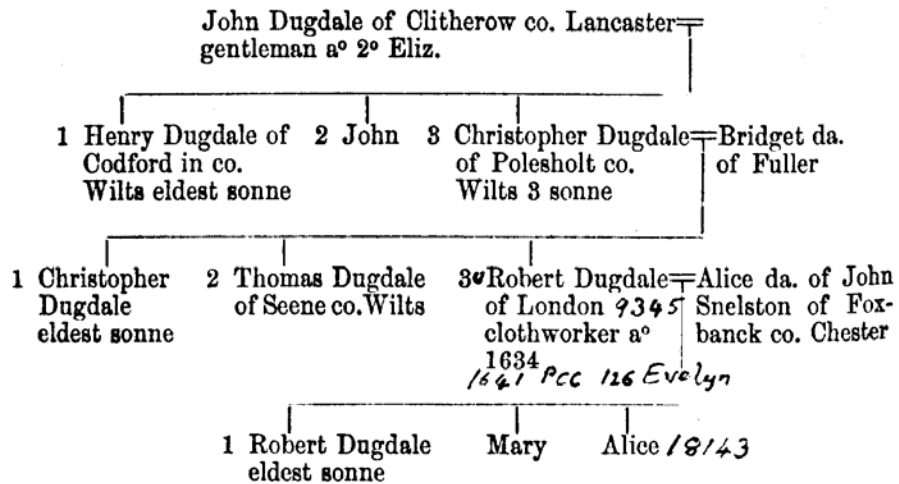 John Dugdale of Clitherow co. Lancaster
gentleman aº 2º Eliz.
1 Henry Dugdale of
Codford in co.
Wilts eldest sonne
2 John
3 Christopher Dugdale
of Polesholt co.
Wilts 3 sonne
Bridget da.
of Fuller
1 Christopher
Dugdale
eldest sonne
2 Thomas Dugdale
of Seene co. Wilts
3 Robert Dugdale
of London 9345
clothworker aº
1634
1641 PCC 126 Evelyn
Alice da. of John
Snelston of Fox-
banck co. Chester
1 Robert Dugdale
eldest sonne
Mary
Alice 18143